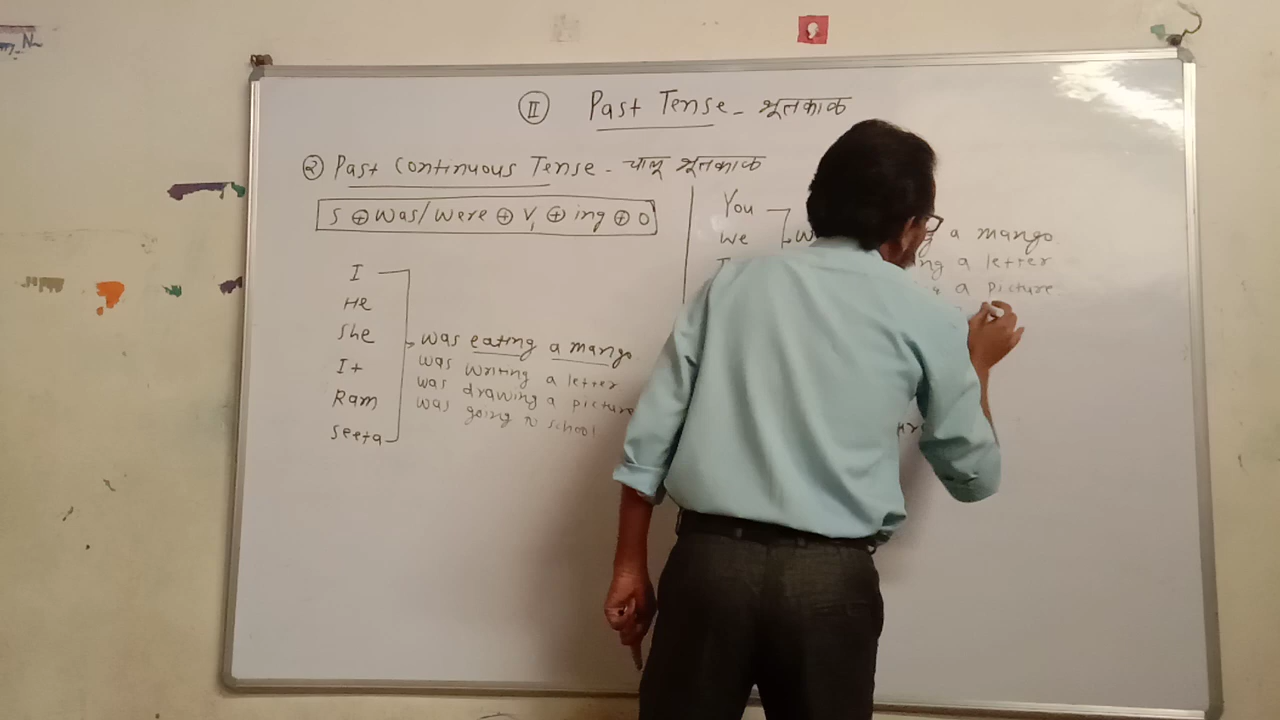 II Past Tense - भूतकाळ
२ Past Continuous Tense - चालू भूतकाळ
S + was/were + V1 + ing + O
I
He
She
It
Ram
Seeta
was eating a mango
was writing a letter
was drawing a picture
was going to school
You
we
a mango
a letter
a picture